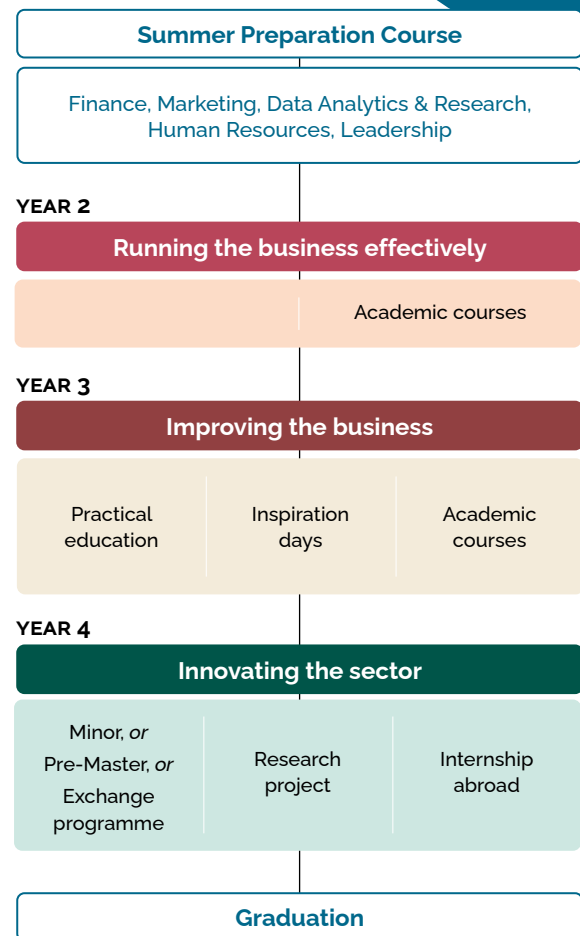 Summer Preparation Course
Finance, Marketing, Data Analytics & Research,
Human Resources, Leadership
YEAR 2
Running the business effectively
Academic courses
YEAR 3
Improving the business
Practical
education
Inspiration
days
Academic
courses
YEAR 4
Innovating the sector
Minor, or
Pre-Master, or
Exchange
programme
Research
project
Internship
abroad
Graduation